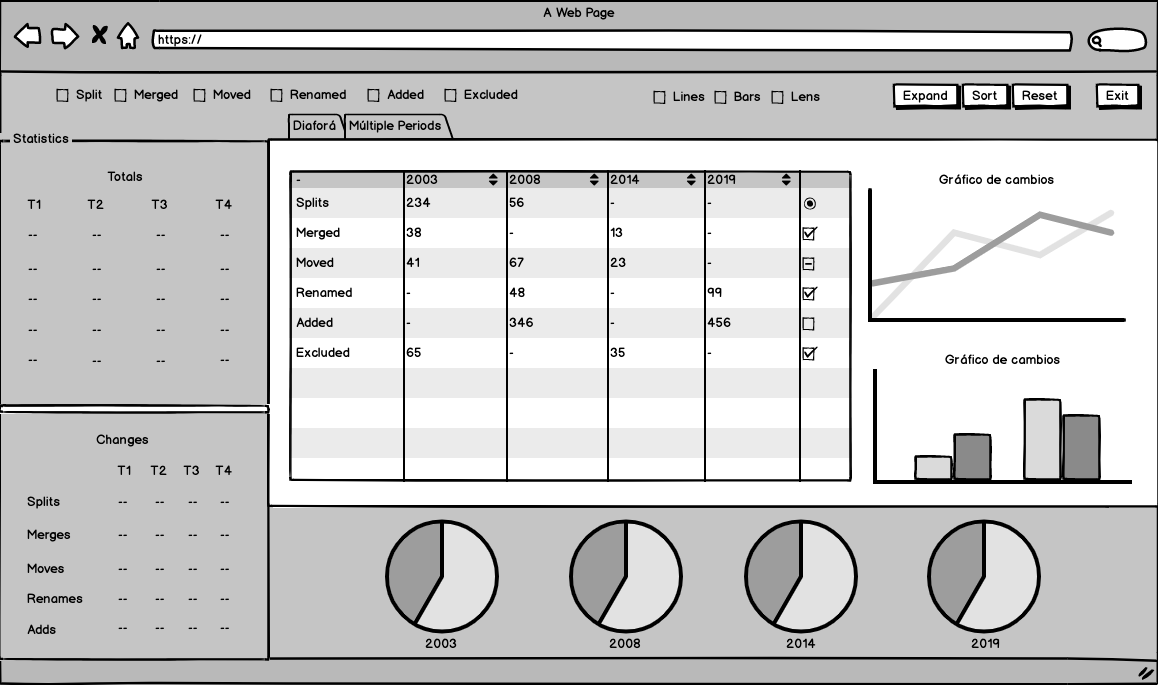 A Web Page
https://
Split Merged Moved Renamed Added Excluded Lines Bars Lens Expand Sort Reset Exit
Diaforá Múltiple Periods
Statistics
Totals
T1 T2 T3 T4
-- -- -- --
-- -- -- --
-- -- -- --
-- -- -- --
-- -- -- --
Changes
T1 T2 T3 T4
Splits -- -- -- --
Merges -- -- -- --
Moves -- -- -- --
Renames -- -- -- --
Adds -- -- -- --
- 2003 2008 2014 2019
Splits 234 56 - -
Merged 38 - 13 -
Moved 41 67 23 -
Renamed - 48 - 99
Added - 346 - 456
Excluded 65 - 35 -
Gráfico de cambios
Gráfico de cambios
2003 2008 2014 2019